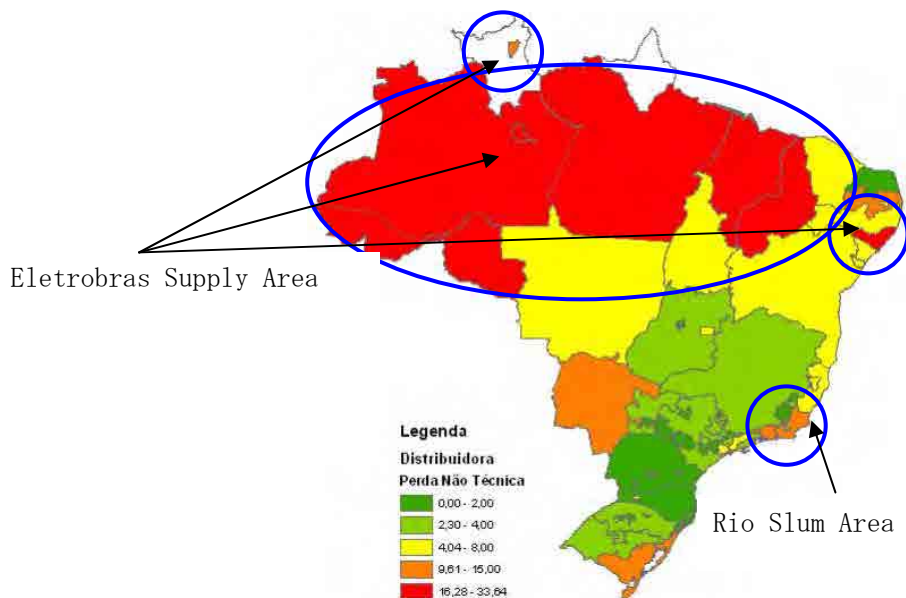 Eletrobras Supply Area
Legenda
Distribuidora
Perda Não Técnica
0,00 - 2,00
2,30 - 4,00
4,04 - 8,00
9,61 - 15,00
16,28 - 33,64
Rio Slum Area